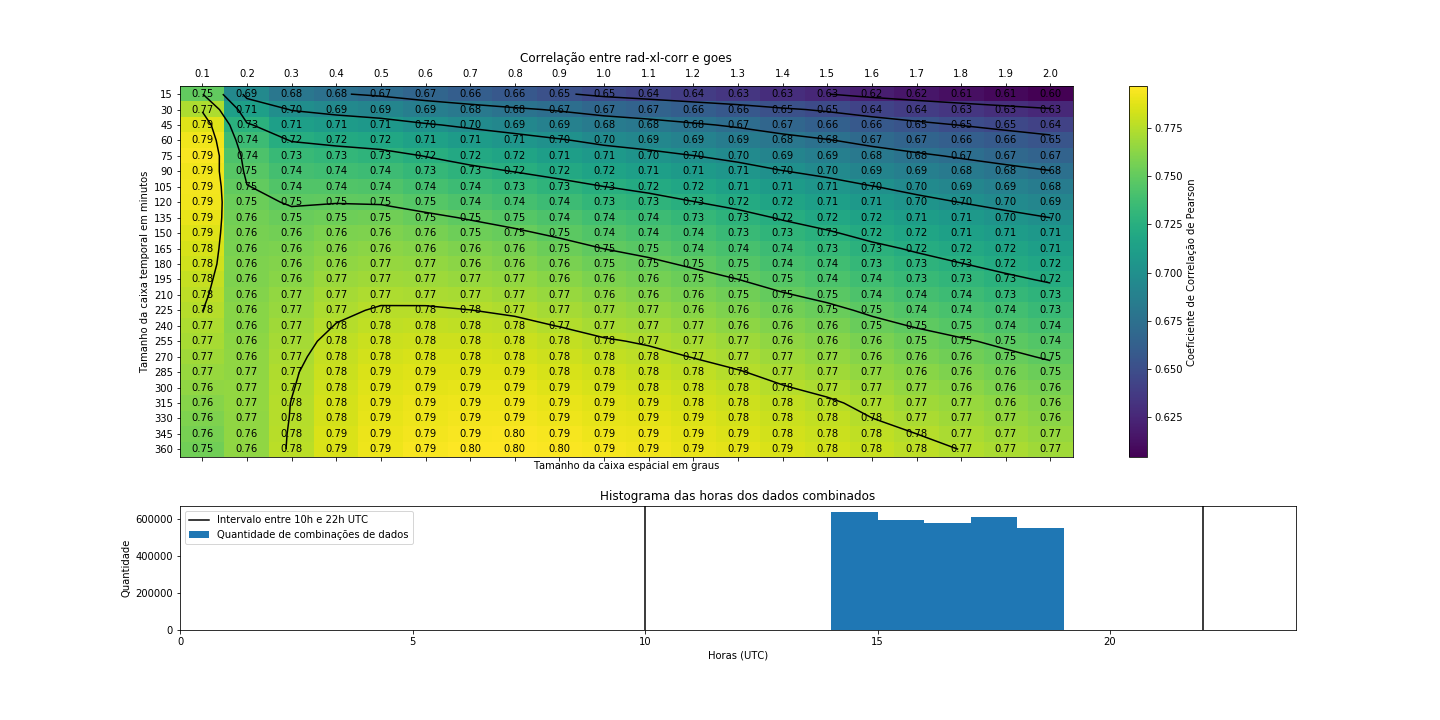 Correlação entre rad-xl-corr e goes
0.1 0.2 0.3 0.4 0.5 0.6 0.7 0.8 0.9 1.0 1.1 1.2 1.3 1.4 1.5 1.6 1.7 1.8 1.9 2.0
15 0.75 0.69 0.68 0.68 0.67 0.67 0.66 0.66 0.65 0.65 0.64 0.64 0.63 0.63 0.63 0.62 0.62 0.61 0.61 0.60
30 0.77 0.71 0.70 0.69 0.69 0.69 0.68 0.68 0.67 0.67 0.67 0.66 0.66 0.65 0.65 0.64 0.64 0.63 0.63 0.63
45 0.79 0.73 0.71 0.71 0.71 0.70 0.70 0.69 0.69 0.68 0.68 0.68 0.67 0.67 0.66 0.66 0.65 0.65 0.65 0.64
60 0.79 0.74 0.72 0.72 0.72 0.71 0.71 0.71 0.70 0.70 0.69 0.69 0.69 0.68 0.68 0.67 0.67 0.66 0.66 0.65
75 0.79 0.74 0.73 0.73 0.73 0.72 0.72 0.72 0.71 0.71 0.70 0.70 0.70 0.69 0.69 0.68 0.68 0.67 0.67 0.67
90 0.79 0.74 0.74 0.74 0.74 0.73 0.73 0.72 0.72 0.72 0.71 0.71 0.71 0.70 0.70 0.69 0.69 0.68 0.68 0.68
105 0.79 0.75 0.74 0.74 0.74 0.74 0.74 0.73 0.73 0.73 0.72 0.72 0.71 0.71 0.71 0.70 0.70 0.69 0.69 0.68
120 0.79 0.75 0.75 0.75 0.75 0.75 0.74 0.74 0.74 0.73 0.73 0.73 0.72 0.72 0.71 0.71 0.70 0.70 0.70 0.69
135 0.79 0.76 0.75 0.75 0.75 0.75 0.75 0.75 0.74 0.74 0.74 0.73 0.73 0.72 0.72 0.72 0.71 0.71 0.70 0.70
150 0.79 0.76 0.76 0.76 0.76 0.76 0.75 0.75 0.75 0.74 0.74 0.74 0.73 0.73 0.73 0.72 0.72 0.71 0.71 0.71
165 0.78 0.76 0.76 0.76 0.76 0.76 0.76 0.76 0.75 0.75 0.75 0.74 0.74 0.74 0.73 0.73 0.72 0.72 0.72 0.71
180 0.78 0.76 0.76 0.76 0.77 0.76 0.76 0.76 0.76 0.76 0.75 0.75 0.75 0.74 0.74 0.73 0.73 0.73 0.72 0.72
195 0.78 0.76 0.76 0.77 0.77 0.77 0.77 0.76 0.76 0.76 0.76 0.75 0.75 0.75 0.74 0.74 0.73 0.73 0.73 0.72
210 0.78 0.76 0.77 0.77 0.77 0.77 0.77 0.77 0.76 0.76 0.76 0.76 0.75 0.75 0.75 0.74 0.74 0.74 0.73 0.73
225 0.78 0.76 0.77 0.77 0.78 0.78 0.78 0.77 0.77 0.77 0.77 0.76 0.76 0.76 0.75 0.75 0.74 0.74 0.74 0.73
240 0.77 0.76 0.77 0.78 0.78 0.78 0.78 0.78 0.77 0.77 0.77 0.77 0.76 0.76 0.76 0.75 0.75 0.75 0.74 0.74
255 0.77 0.76 0.77 0.78 0.78 0.78 0.78 0.78 0.78 0.78 0.77 0.77 0.77 0.76 0.76 0.76 0.75 0.75 0.75 0.74
270 0.77 0.76 0.77 0.78 0.78 0.78 0.78 0.78 0.78 0.78 0.78 0.77 0.77 0.77 0.77 0.76 0.76 0.75 0.75 0.75
285 0.77 0.77 0.77 0.78 0.78 0.79 0.79 0.79 0.78 0.78 0.78 0.78 0.78 0.77 0.77 0.77 0.76 0.76 0.76 0.75
300 0.76 0.77 0.77 0.78 0.79 0.79 0.79 0.79 0.79 0.79 0.78 0.78 0.78 0.78 0.77 0.77 0.77 0.76 0.76 0.76
315 0.76 0.77 0.78 0.78 0.79 0.79 0.79 0.79 0.79 0.79 0.79 0.78 0.78 0.78 0.78 0.77 0.77 0.77 0.76 0.76
330 0.76 0.77 0.78 0.78 0.79 0.79 0.79 0.79 0.79 0.79 0.79 0.79 0.78 0.78 0.78 0.78 0.77 0.77 0.77 0.76
345 0.76 0.76 0.78 0.79 0.79 0.79 0.79 0.80 0.80 0.79 0.79 0.79 0.79 0.78 0.78 0.78 0.78 0.77 0.77 0.77
360 0.75 0.76 0.78 0.79 0.79 0.79 0.80 0.80 0.80 0.79 0.79 0.79 0.79 0.79 0.78 0.78 0.78 0.77 0.77 0.77
Tamanho da caixa temporal em minutos
Tamanho da caixa espacial em graus
0.775
0.750
0.725
0.700
0.675
0.650
0.625
Coeficiente de Correlação de Pearson
Histograma das horas dos dados combinados
Intervalo entre 10h e 22h UTC
Quantidade de combinações de dados
600000
400000
200000
0
Quantidade
0 5 10 15 20
Horas (UTC)